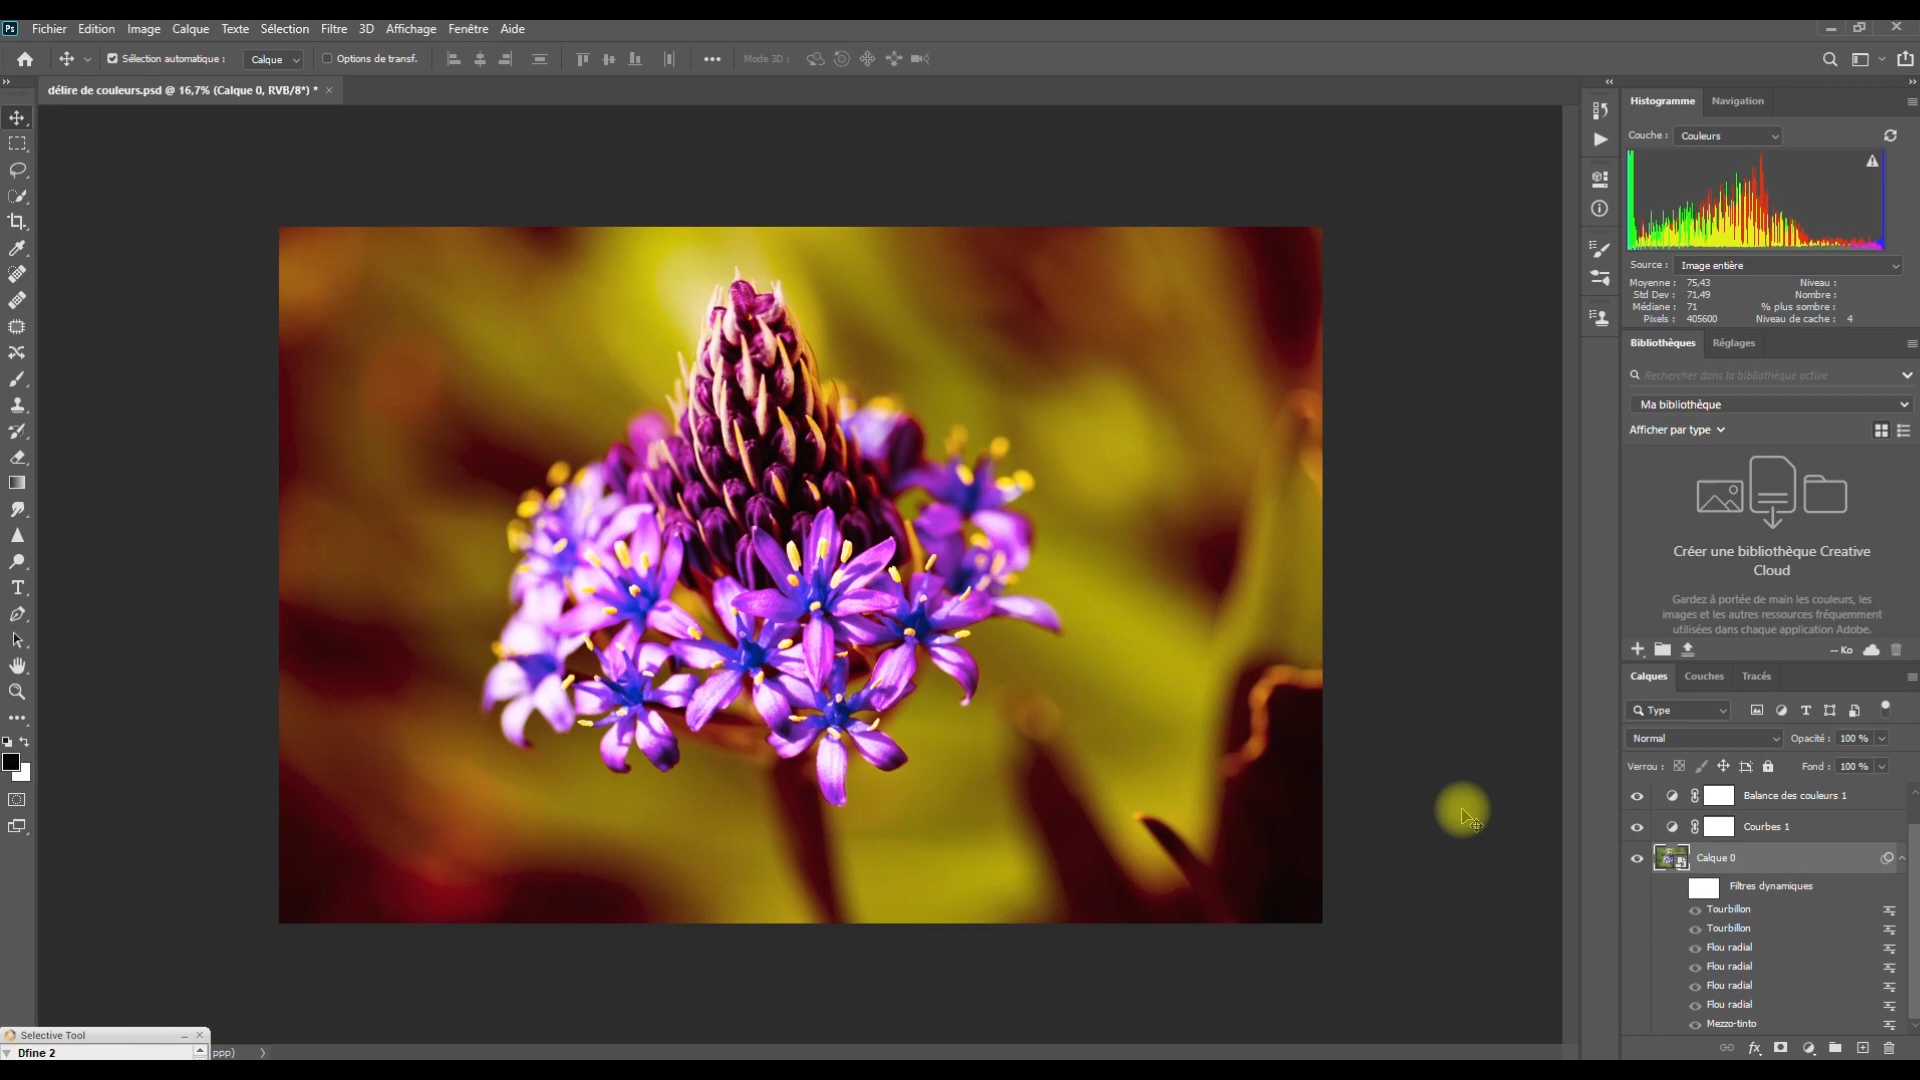 Ps Fichier Edition Image Calque Texte Sélection Filtre 3D Affichage Fenêtre Aide
Sélection automatique : Calque Options de transf. Mode 3D :
délire de couleurs.psd @ 16,7% (Calque 0, RVB/8*) * ×
Histogramme Navigation
Couche : Couleurs
Source : Image entière
Moyenne : 75,43 Niveau :
Std Dev : 71,49 Nombre :
Médiane : 71 % plus sombre :
Pixels : 405600 Niveau de cache : 4
Bibliothèques Réglages
Rechercher dans la bibliothèque active
Ma bibliothèque
Afficher par type
Créer une bibliothèque Creative
Cloud
Gardez à portée de main les couleurs, les
images et les autres ressources fréquemment
utilisées dans chaque application Adobe.
-- Ko
Calques Couches Tracés
Type
Normal Opacité : 100 %
Verrou : Fond : 100 %
Balance des couleurs 1
Courbes 1
Calque 0
Filtres dynamiques
Tourbillon
Tourbillon
Flou radial
Flou radial
Flou radial
Flou radial
Mezzo-tinto
fx
Selective Tool
Dfine 2
ppp)